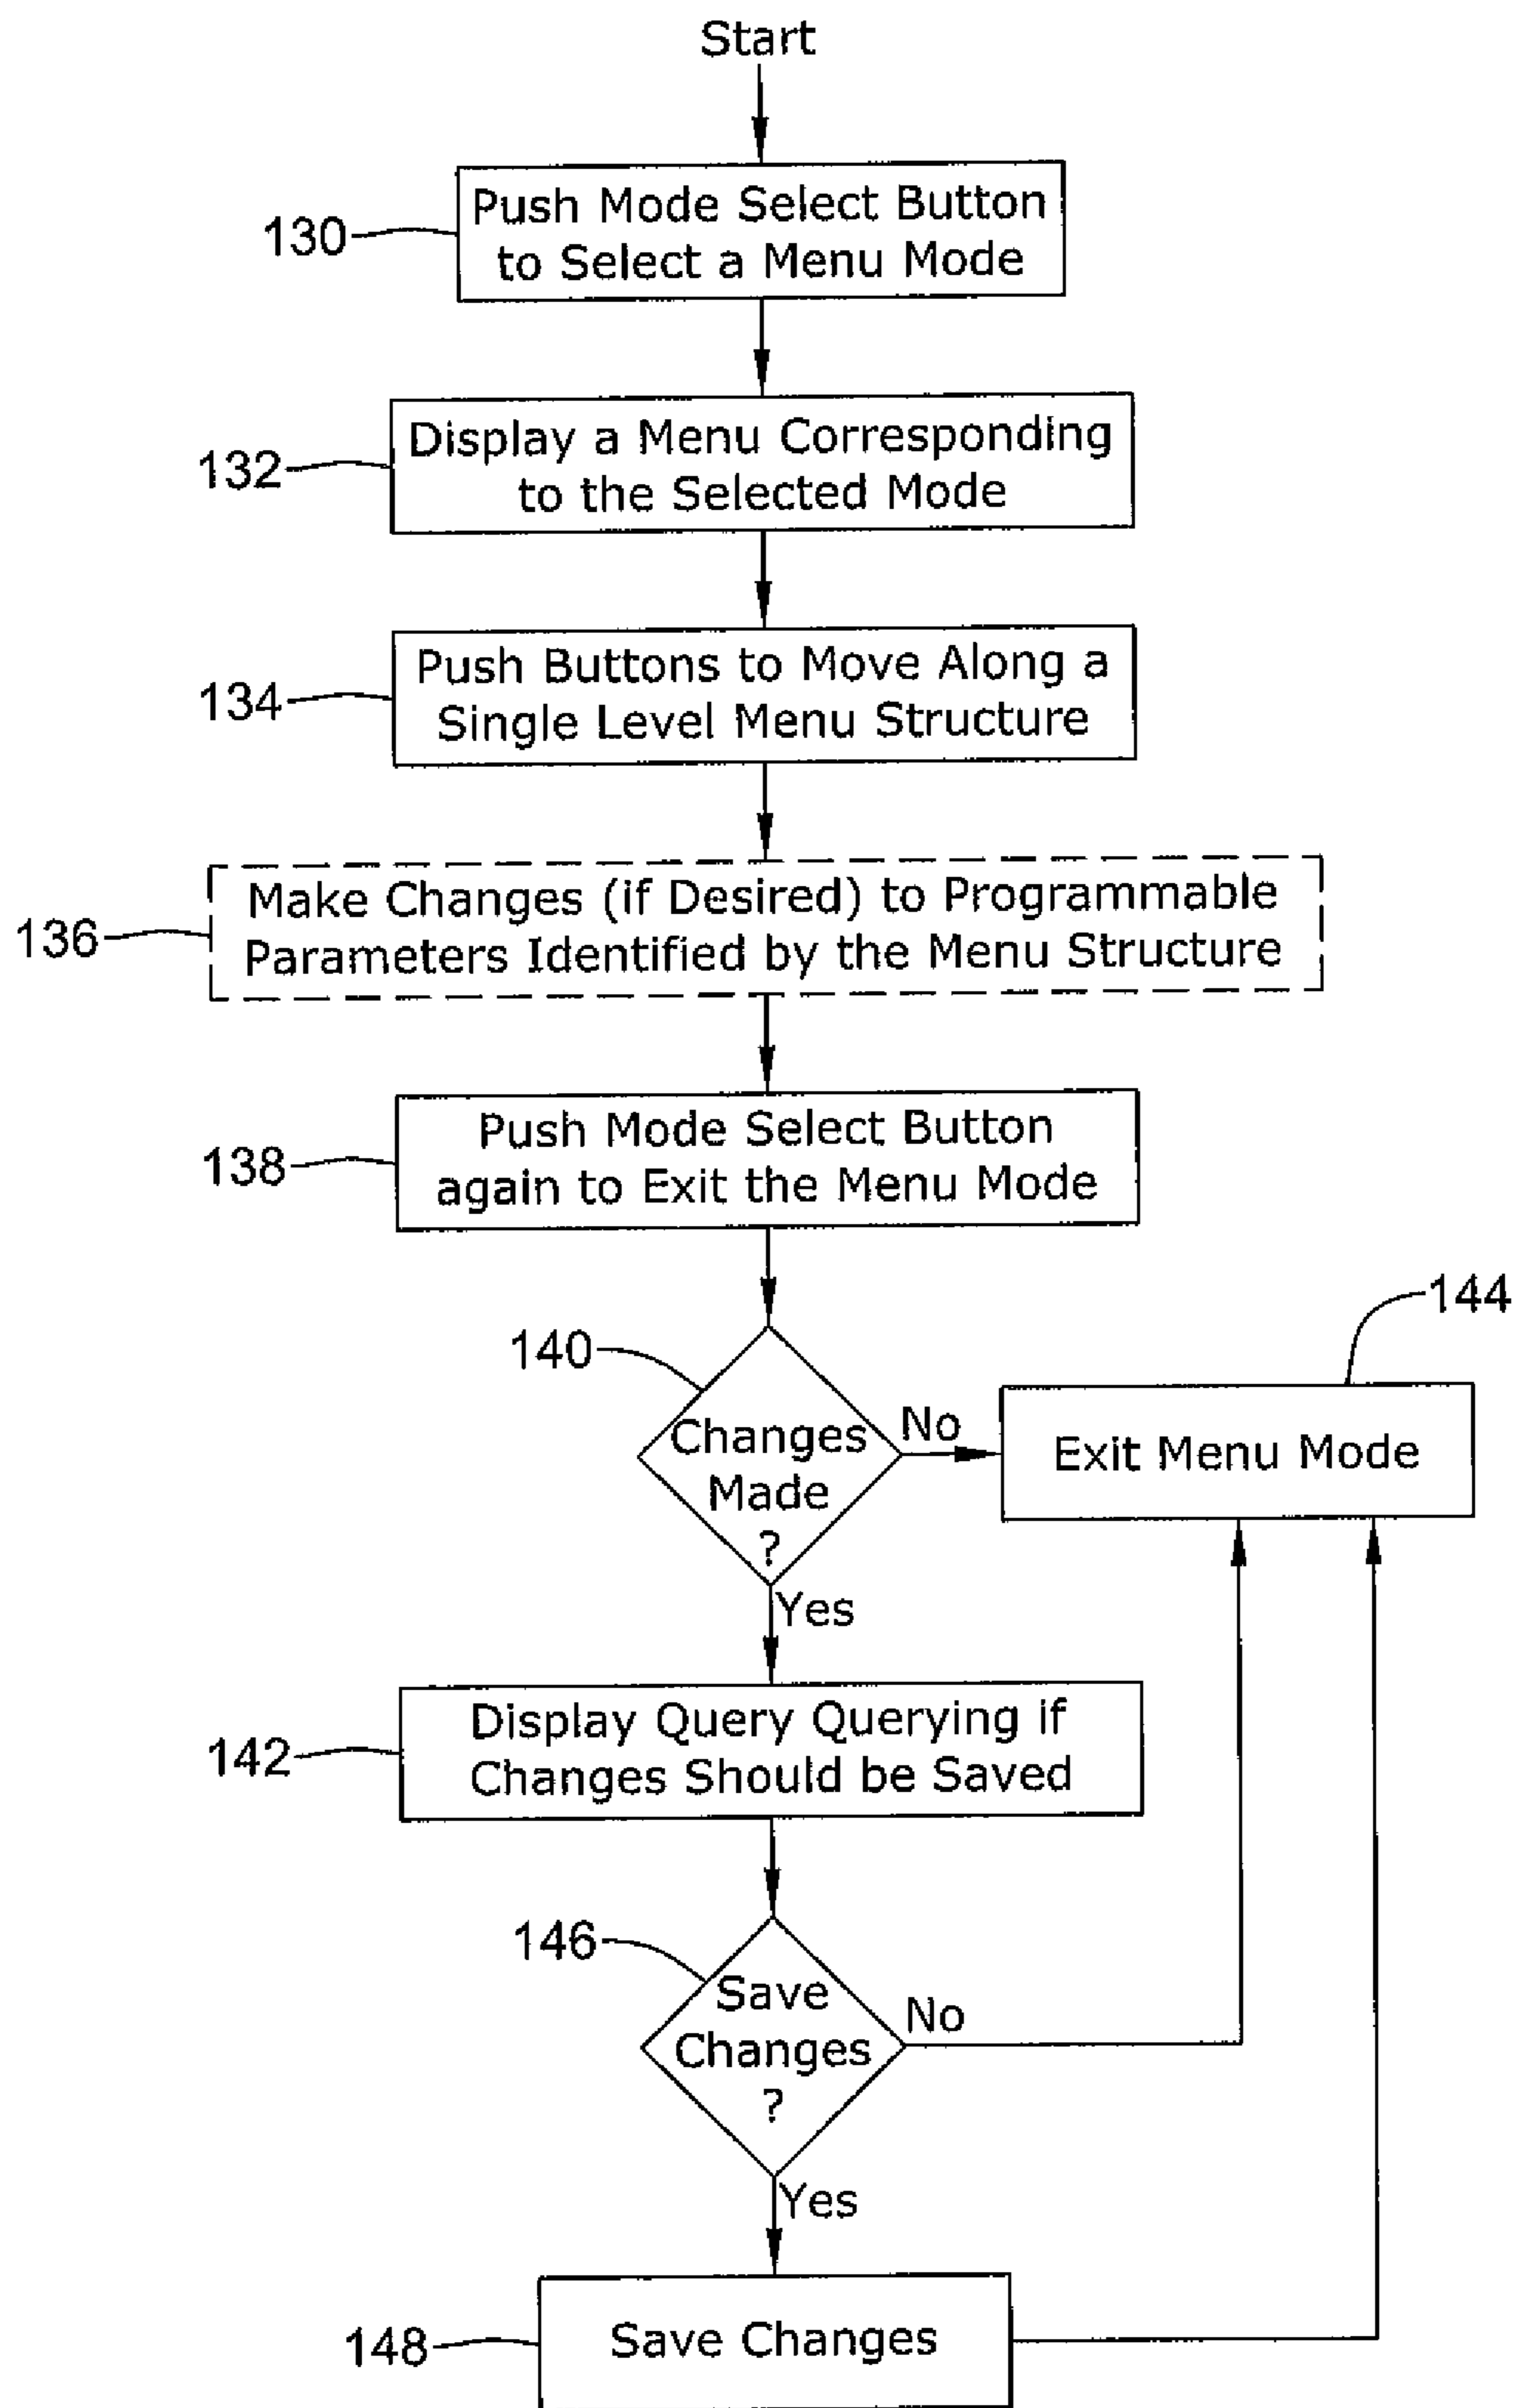 Start
130
Push Mode Select Button
to Select a Menu Mode
132
Display a Menu Corresponding
to the Selected Mode
134
Push Buttons to Move Along a
Single Level Menu Structure
136
Make Changes (if Desired) to Programmable
Parameters Identified by the Menu Structure
138
Push Mode Select Button
again to Exit the Menu Mode
140
Changes
Made
?
No
144
Exit Menu Mode
Yes
142
Display Query Querying if
Changes Should be Saved
146
Save
Changes
?
No
Yes
148
Save Changes